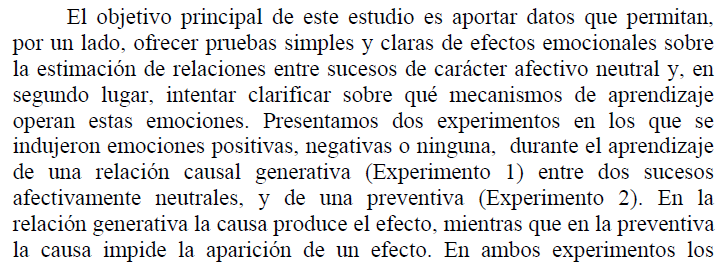 El objetivo principal de este estudio es aportar datos que permitan,
por un lado, ofrecer pruebas simples y claras de efectos emocionales sobre
la estimación de relaciones entre sucesos de carácter afectivo neutral y, en
segundo lugar, intentar clarificar sobre qué mecanismos de aprendizaje
operan estas emociones. Presentamos dos experimentos en los que se
indujeron emociones positivas, negativas o ninguna, durante el aprendizaje
de una relación causal generativa (Experimento 1) entre dos sucesos
afectivamente neutrales, y de una preventiva (Experimento 2). En la
relación generativa la causa produce el efecto, mientras que en la preventiva
la causa impide la aparición de un efecto. En ambos experimentos los